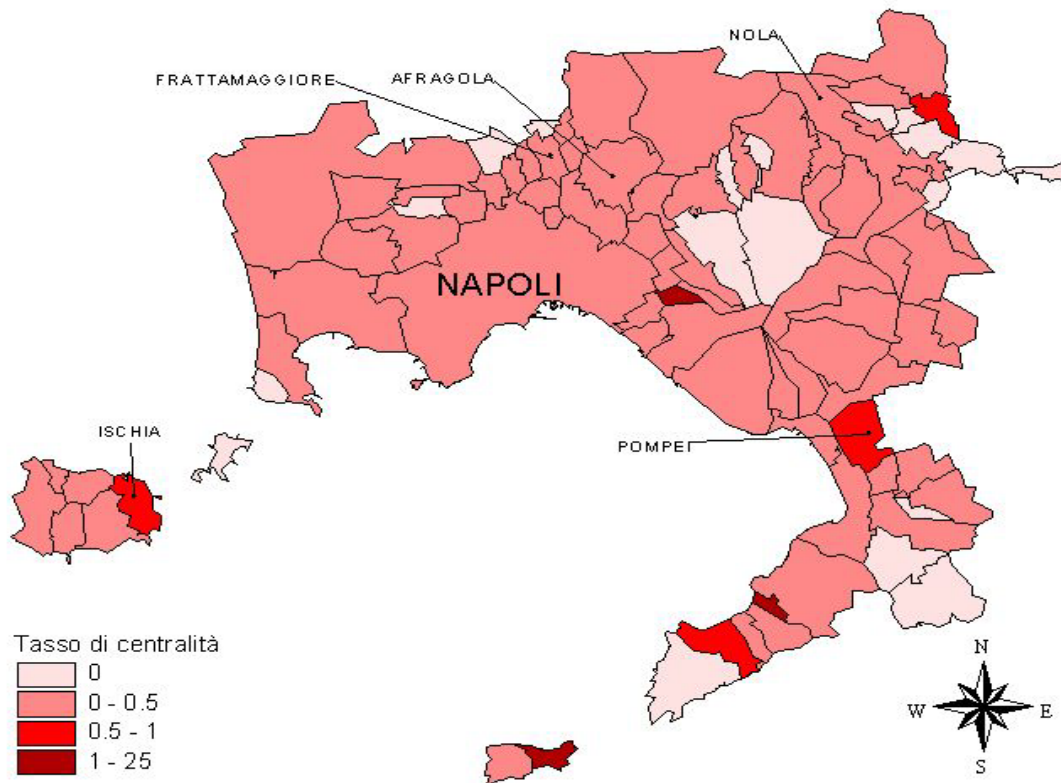 NOLA
FRATTAMAGGIORE
AFRAGOLA
NAPOLI
ISCHIA
POMPEI
Tasso di centralità
0
0 - 0.5
0.5 - 1
1 - 25
N
W
E
S